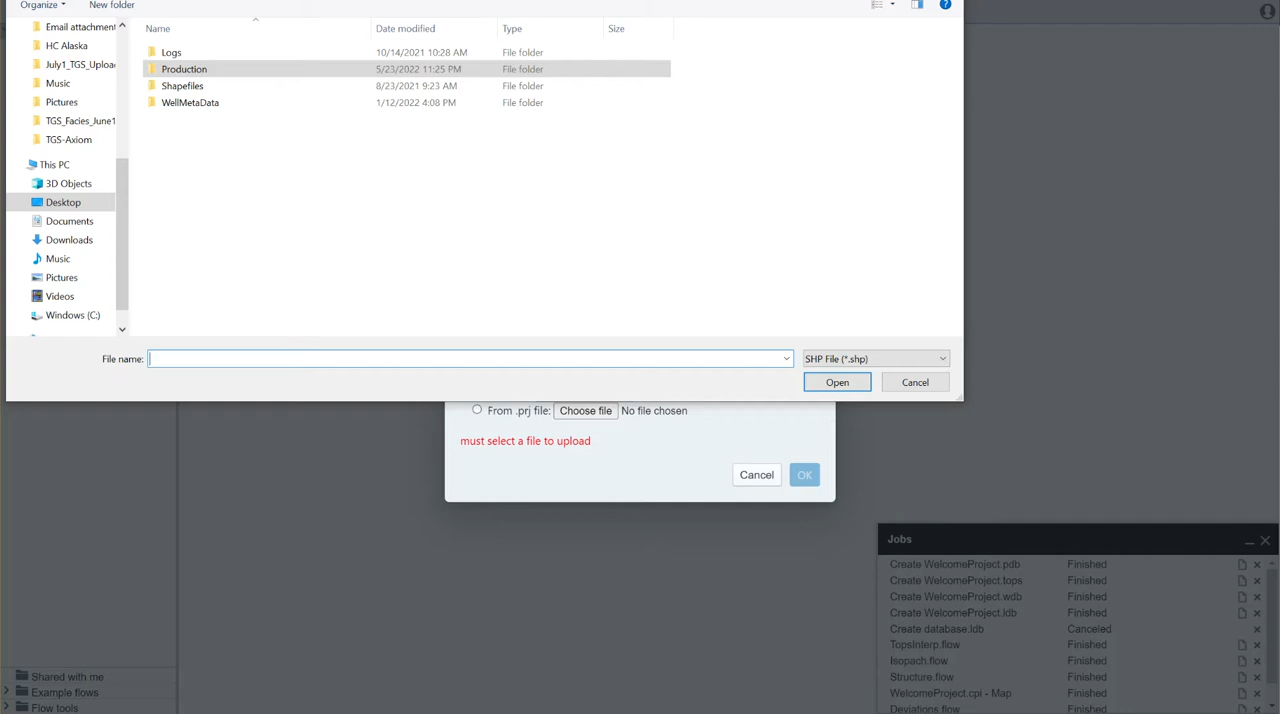 Organize New folder
Name Date modified Type Size
Email attachment
HC Alaska
July1_TGS_Uploa
Music
Pictures
TGS_Facies_June1
TGS-Axiom
This PC
3D Objects
Desktop
Documents
Downloads
Music
Pictures
Videos
Windows (C:)
Logs 10/14/2021 10:28 AM File folder
Production 5/23/2022 11:25 PM File folder
Shapefiles 8/23/2021 9:23 AM File folder
WellMetaData 1/12/2022 4:08 PM File folder
File name: SHP File (*.shp)
Open Cancel
From .prj file: Choose file No file chosen
must select a file to upload
Cancel OK
Jobs
Create WelcomeProject.pdb Finished
Create WelcomeProject.tops Finished
Create WelcomeProject.wdb Finished
Create WelcomeProject.ldb Finished
Create database.ldb Canceled
TopsInterp.flow Finished
Isopach.flow Finished
Structure.flow Finished
WelcomeProject.cpi - Map Finished
Deviations.flow Finished
Shared with me
Example flows
Flow tools